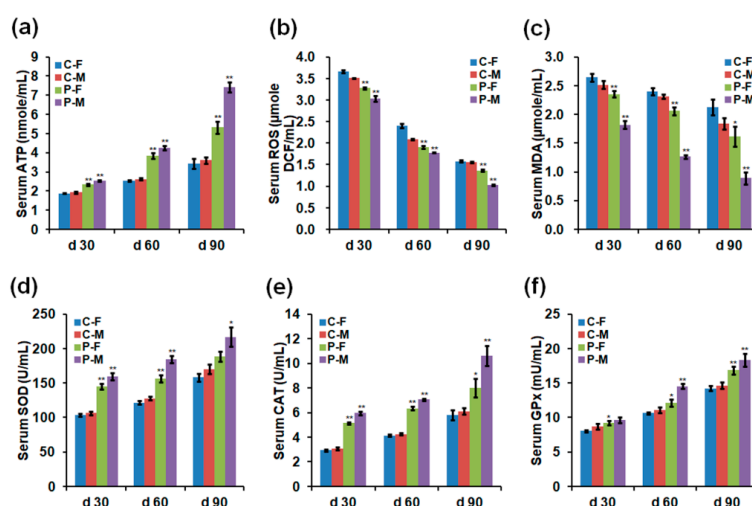 (a)
Serum ATP (nmole/mL)
9
8
7
6
5
4
3
2
1
0
C-F
C-M
P-F
P-M
** ** ** ** ** **
d 30 d 60 d 90
(b)
Serum ROS (µmole
DCF/mL)
4.0
3.5
3.0
2.5
2.0
1.5
1.0
0.5
0.0
C-F
C-M
P-F
P-M
** ** ** ** ** **
d 30 d 60 d 90
(c)
Serum MDA (µmole/mL)
3.0
2.5
2.0
1.5
1.0
0.5
0.0
C-F
C-M
P-F
P-M
** ** ** ** * **
d 30 d 60 d 90
(d)
Serum SOD (U/mL)
250
200
150
100
50
0
C-F
C-M
P-F
P-M
** ** ** ** *
d 30 d 60 d 90
(e)
Serum CAT (U/mL)
14
12
10
8
6
4
2
0
C-F
C-M
P-F
P-M
** ** ** ** * **
d 30 d 60 d 90
(f)
Serum GPx (mU/mL)
25
20
15
10
5
0
C-F
C-M
P-F
P-M
* * ** ** **
d 30 d 60 d 90